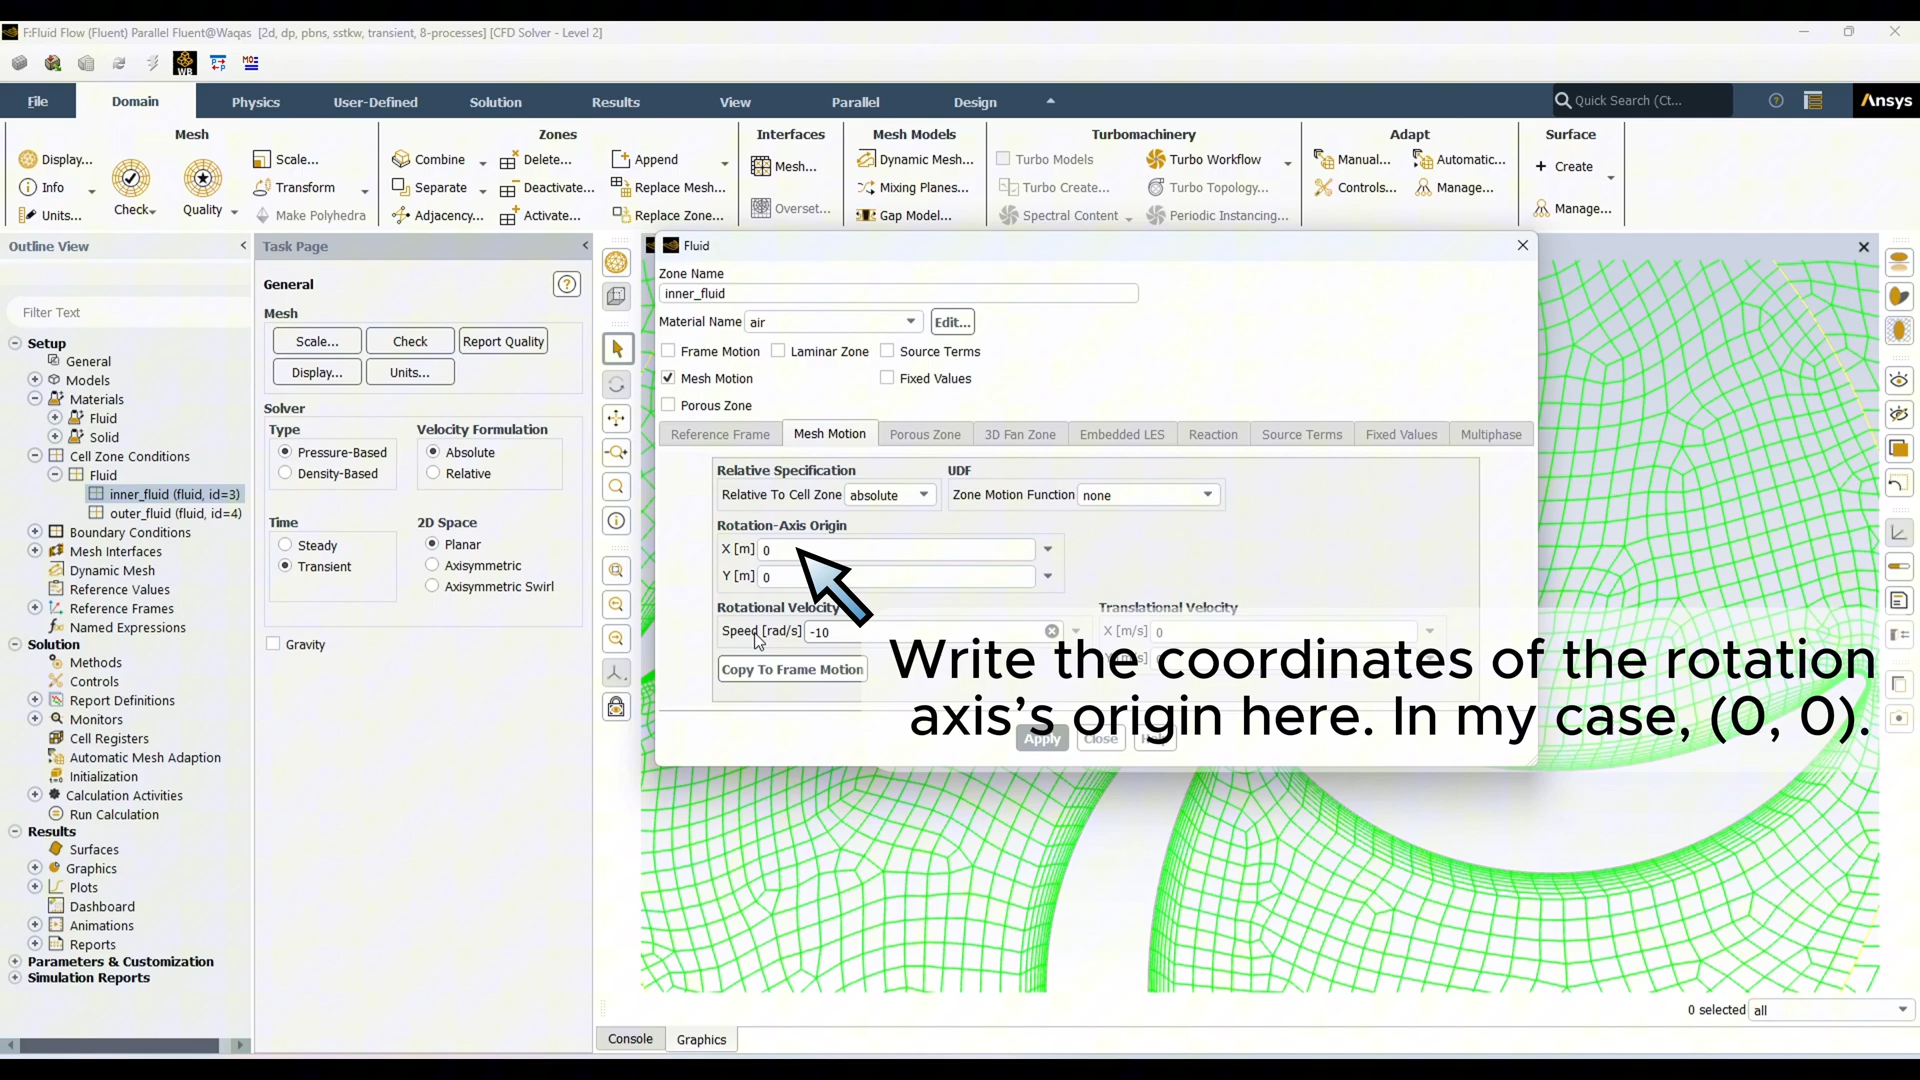 F:Fluid Flow (Fluent) Parallel Fluent@Waqas [2d, dp, pbns, sstkw, transient, 8-processes] [CFD Solver - Level 2]
WB
File Domain Physics User-Defined Solution Results View Parallel Design Quick Search (Ct... Ansys
Mesh Zones Interfaces Mesh Models Turbomachinery Adapt Surface
Display... Scale... Combine Delete... Append Mesh... Dynamic Mesh... Turbo Models Turbo Workflow Manual... Automatic... + Create
Info Check Quality Transform Separate Deactivate... Replace Mesh... Mixing Planes... Turbo Create... Turbo Topology... Controls... Manage...
Units... Make Polyhedra Adjacency... Activate... Replace Zone... Overset... Gap Model... Spectral Content Periodic Instancing... Manage...
Outline View
Filter Text
Setup
General
Models
Materials
Fluid
Solid
Cell Zone Conditions
Fluid
inner_fluid (fluid, id=3)
outer_fluid (fluid, id=4)
Boundary Conditions
Mesh Interfaces
Dynamic Mesh
Reference Values
Reference Frames
Named Expressions
Solution
Methods
Controls
Report Definitions
Monitors
Cell Registers
Automatic Mesh Adaption
Initialization
Calculation Activities
Run Calculation
Results
Surfaces
Graphics
Plots
Dashboard
Animations
Reports
Parameters & Customization
Simulation Reports
Task Page
General
Mesh
Scale... Check Report Quality
Display... Units...
Solver
Type Velocity Formulation
Pressure-Based Absolute
Density-Based Relative
Time 2D Space
Steady Planar
Transient Axisymmetric
Axisymmetric Swirl
Gravity
Fluid
Zone Name
inner_fluid
Material Name air Edit...
Frame Motion Laminar Zone Source Terms
Mesh Motion Fixed Values
Porous Zone
Reference Frame Mesh Motion Porous Zone 3D Fan Zone Embedded LES Reaction Source Terms Fixed Values Multiphase
Relative Specification UDF
Relative To Cell Zone absolute Zone Motion Function none
Rotation-Axis Origin
X [m] 0
Y [m] 0
Rotational Velocity Translational Velocity
Speed [rad/s] -10 X [m/s] 0
Copy To Frame Motion
Apply Close
Write the coordinates of the rotation
axis's origin here. In my case, (0, 0).
0 selected all
Console Graphics